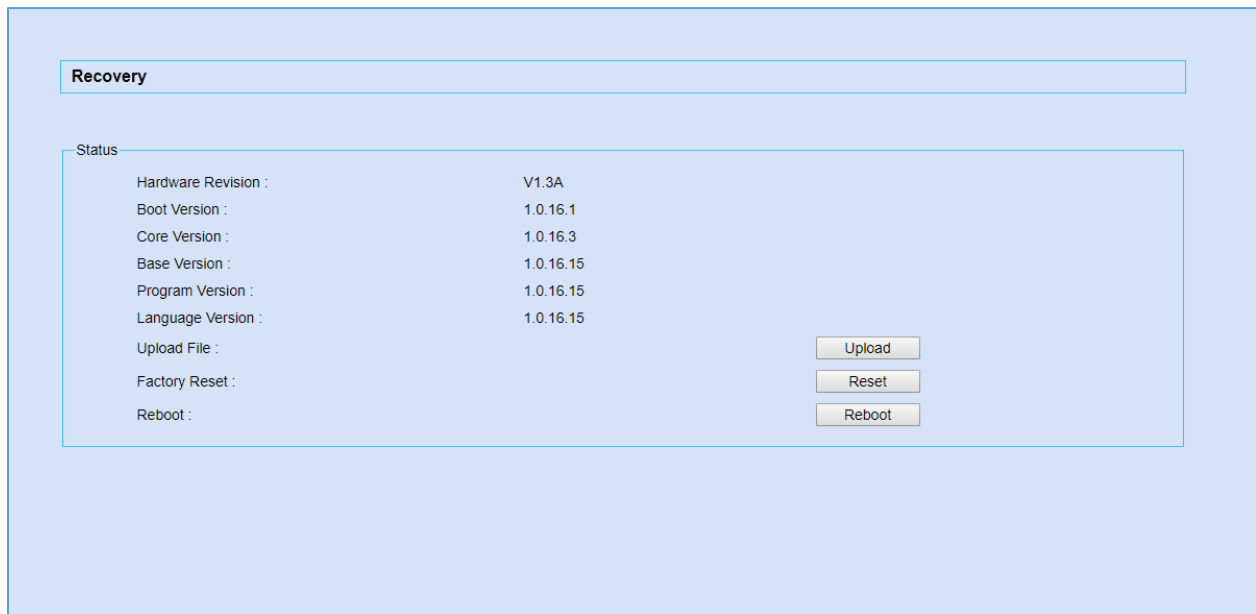 Recovery
Status
Hardware Revision : V1.3A
Boot Version : 1.0.16.1
Core Version : 1.0.16.3
Base Version : 1.0.16.15
Program Version : 1.0.16.15
Language Version : 1.0.16.15
Upload File : Upload
Factory Reset : Reset
Reboot : Reboot